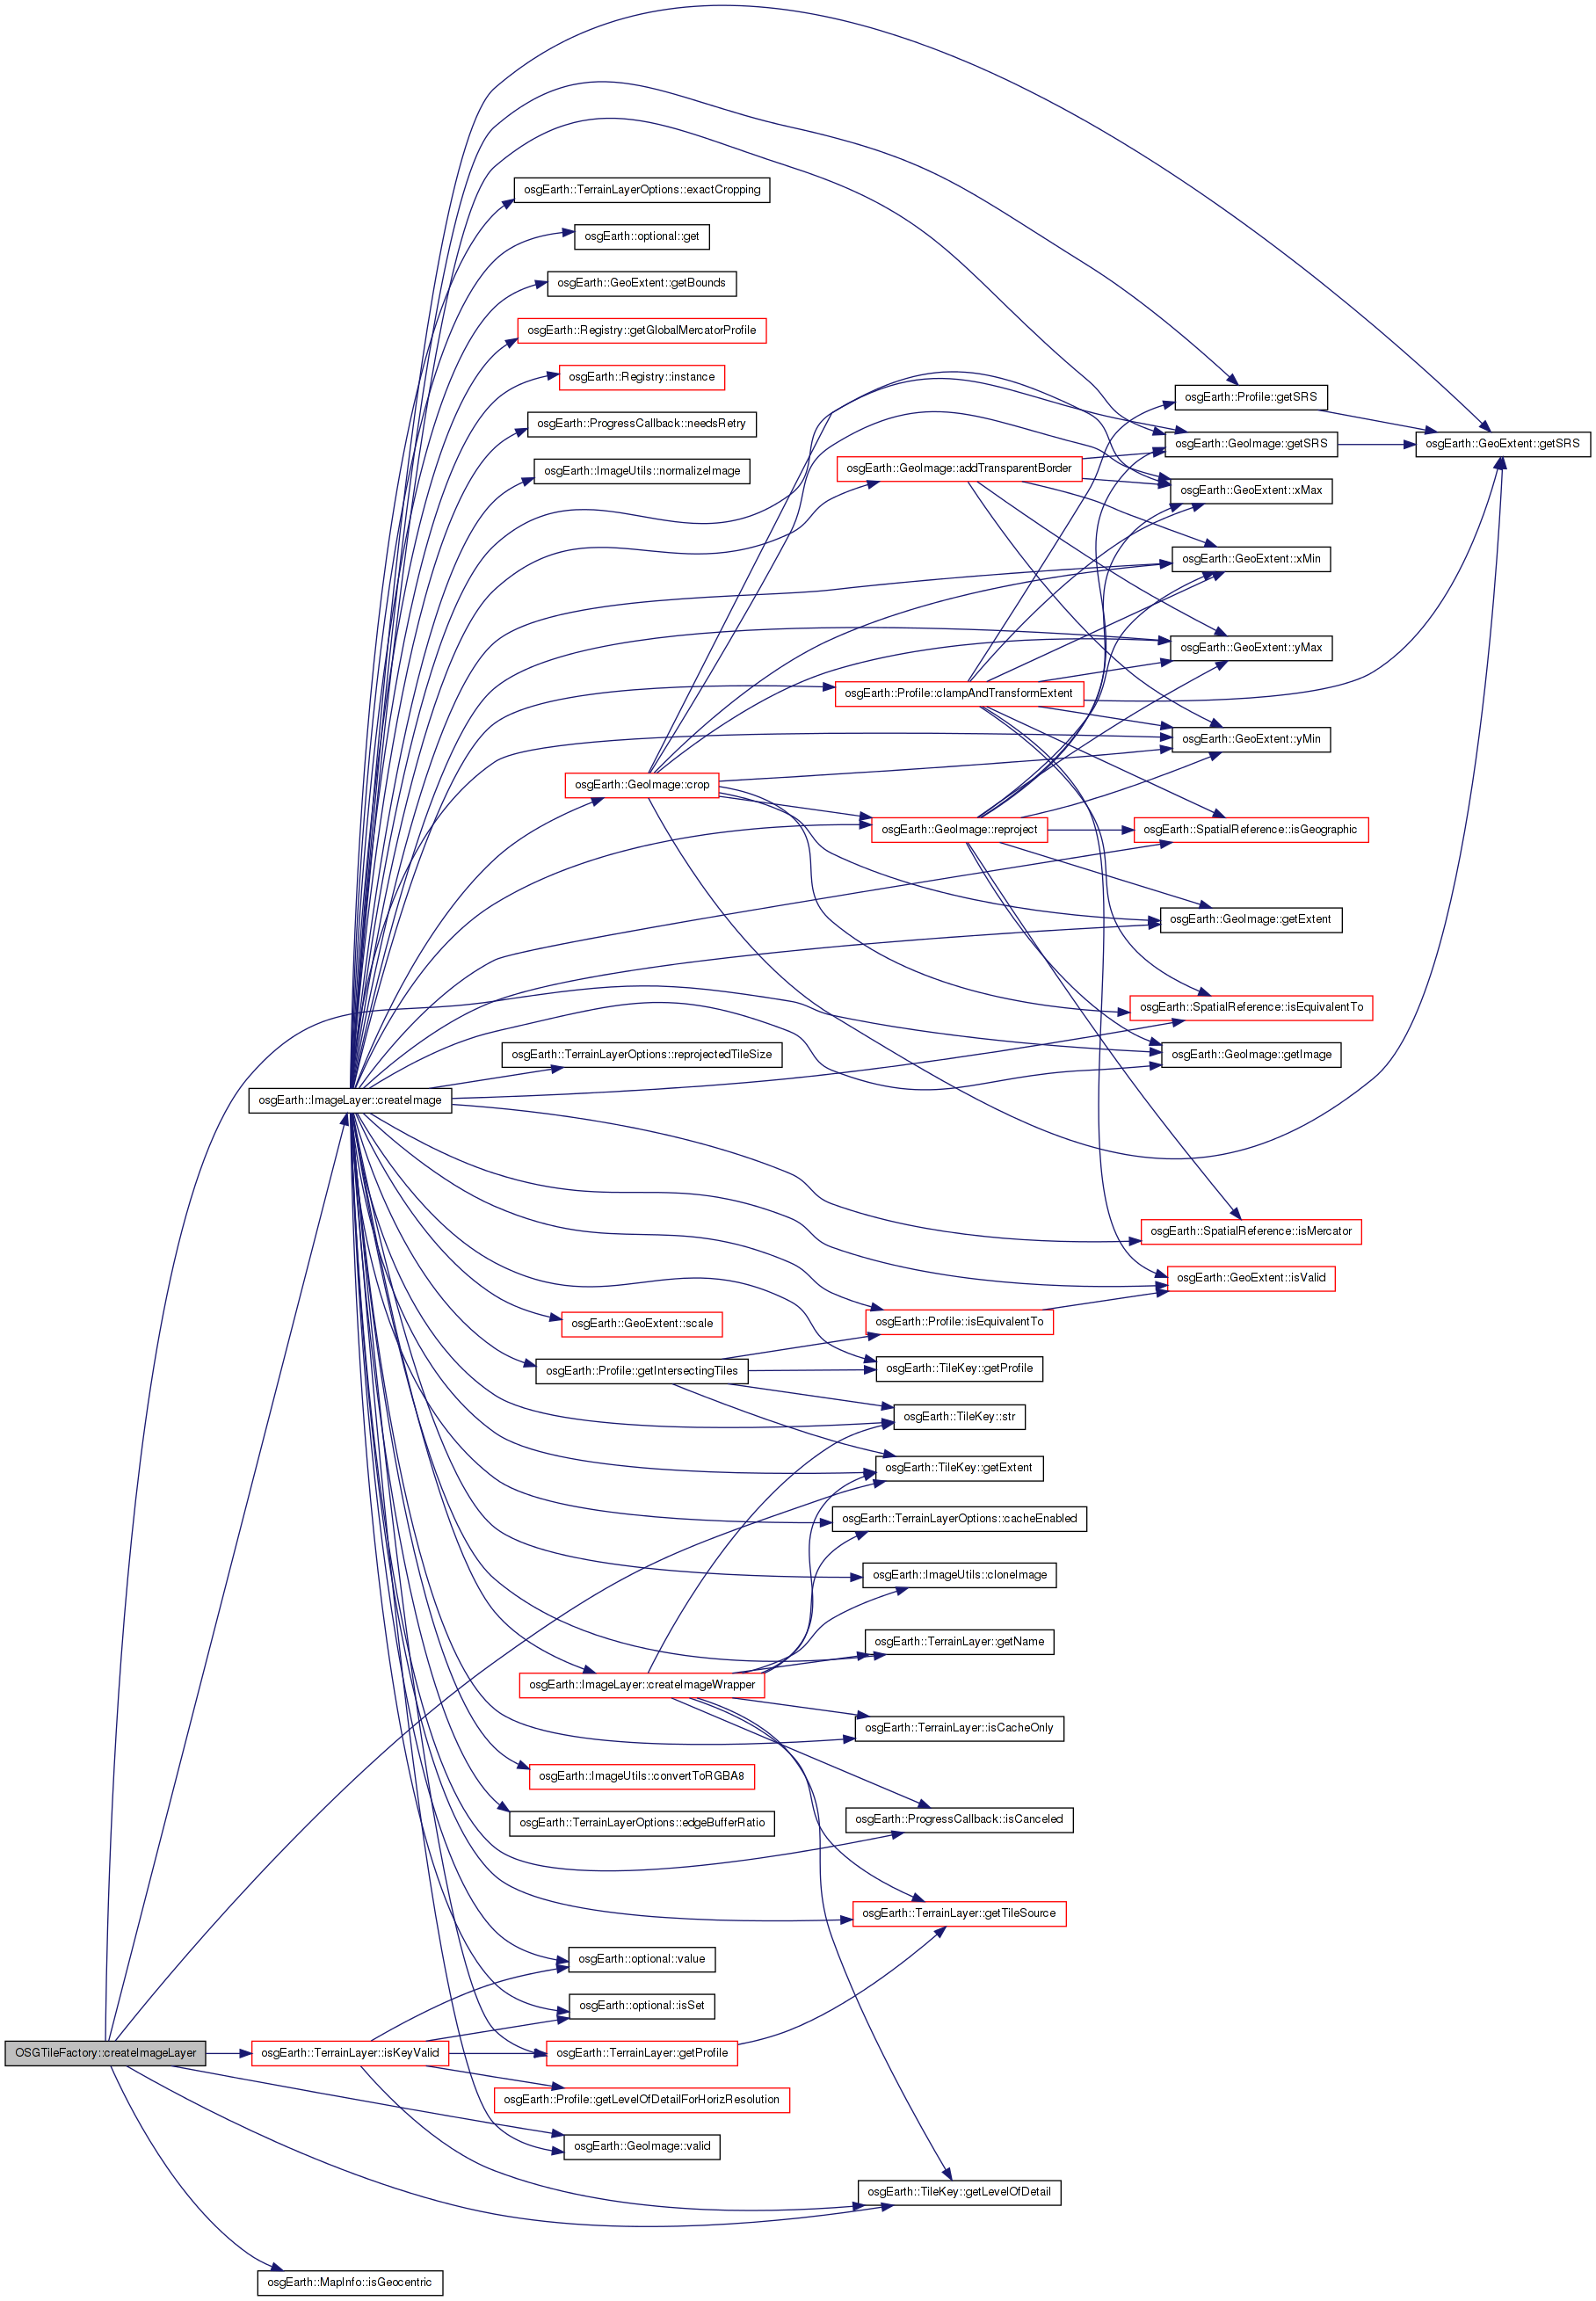 osgEarth::TerrainLayerOptions::exactCropping
osgEarth::optional::get
osgEarth::GeoExtent::getBounds
osgEarth::Registry::getGlobalMercatorProfile
osgEarth::Registry::instance
osgEarth::Profile::getSRS
osgEarth::ProgressCallback::needsRetry
osgEarth::GeoImage::getSRS
osgEarth::GeoExtent::getSRS
osgEarth::ImageUtils::normalizeImage
osgEarth::GeoImage::addTransparentBorder
osgEarth::GeoExtent::xMax
osgEarth::GeoExtent::xMin
osgEarth::GeoExtent::yMax
osgEarth::Profile::clampAndTransformExtent
osgEarth::GeoExtent::yMin
osgEarth::GeoImage::crop
osgEarth::GeoImage::reproject
osgEarth::SpatialReference::isGeographic
osgEarth::GeoImage::getExtent
osgEarth::SpatialReference::isEquivalentTo
osgEarth::TerrainLayerOptions::reprojectedTileSize
osgEarth::GeoImage::getImage
osgEarth::ImageLayer::createImage
osgEarth::SpatialReference::isMercator
osgEarth::GeoExtent::isValid
osgEarth::GeoExtent::scale
osgEarth::Profile::isEquivalentTo
osgEarth::Profile::getIntersectingTiles
osgEarth::TileKey::getProfile
osgEarth::TileKey::str
osgEarth::TileKey::getExtent
osgEarth::TerrainLayerOptions::cacheEnabled
osgEarth::ImageUtils::cloneImage
osgEarth::TerrainLayer::getName
osgEarth::ImageLayer::createImageWrapper
osgEarth::TerrainLayer::isCacheOnly
osgEarth::ImageUtils::convertToRGBA8
osgEarth::TerrainLayerOptions::edgeBufferRatio
osgEarth::ProgressCallback::isCanceled
osgEarth::TerrainLayer::getTileSource
osgEarth::optional::value
osgEarth::optional::isSet
OSGTileFactory::createImageLayer
osgEarth::TerrainLayer::isKeyValid
osgEarth::TerrainLayer::getProfile
osgEarth::Profile::getLevelOfDetailForHorizResolution
osgEarth::GeoImage::valid
osgEarth::TileKey::getLevelOfDetail
osgEarth::MapInfo::isGeocentric